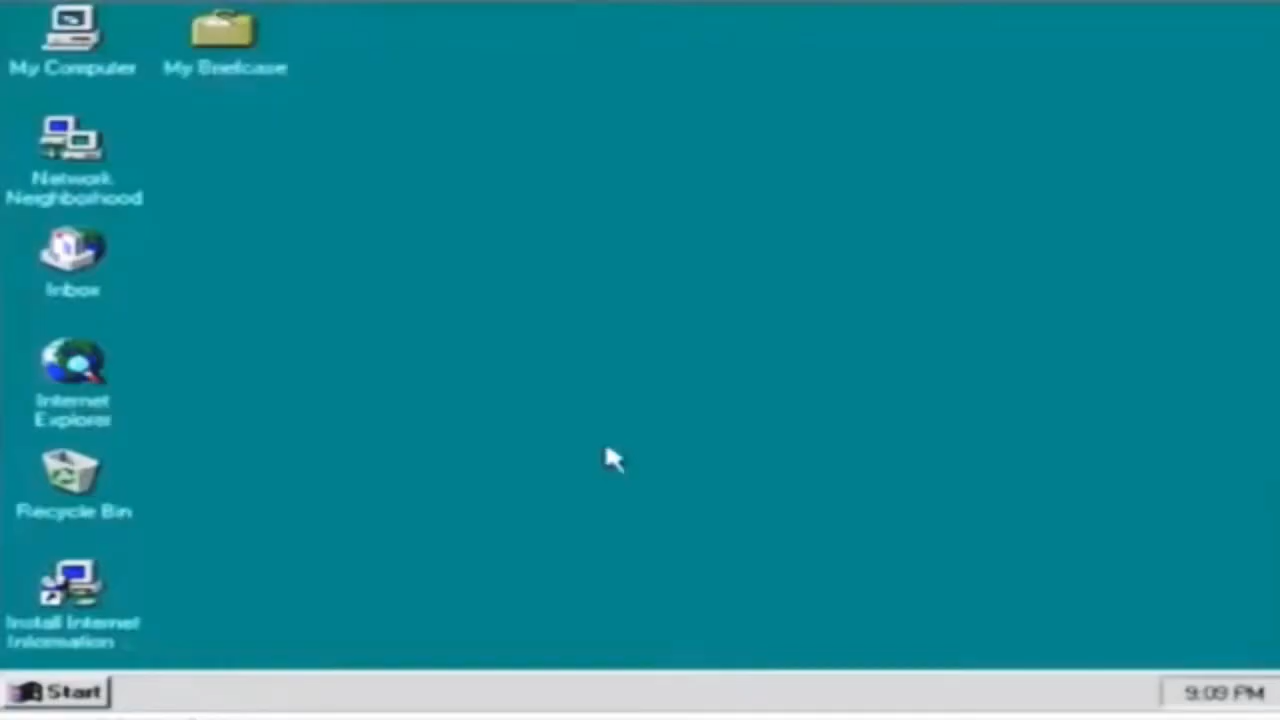 My Computer
My Briefcase
Network
Neighborhood
Inbox
Internet
Explorer
Recycle Bin
Install Internet
Information
Start
9:09 PM